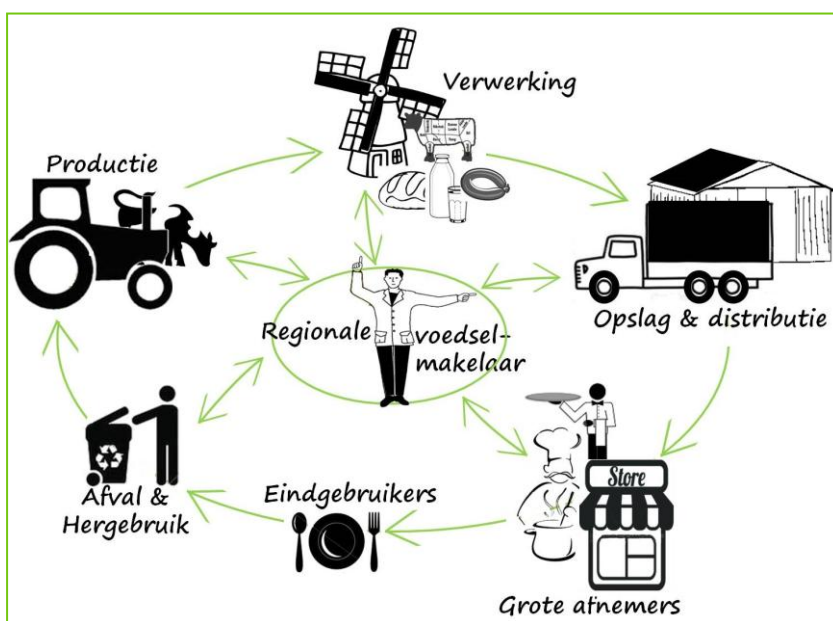 Verwerking
Productie
Opslag & distributie
Regionale
voedsel-
makelaar
Afval &
Hergebruik
Eindgebruikers
Store
Grote afnemers